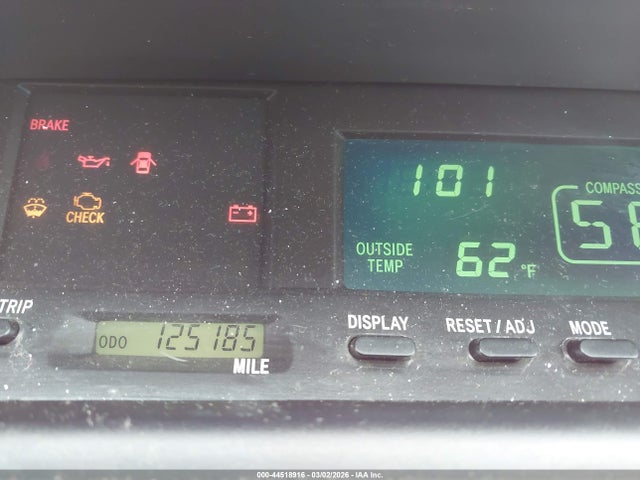 BRAKE
CHECK
101
COMPASS
OUTSIDE
TEMP
62 °F
TRIP
ODO 125185
MILE
DISPLAY
RESET / ADJ
MODE
000-44518916 - 03/02/2026 - IAA Inc.